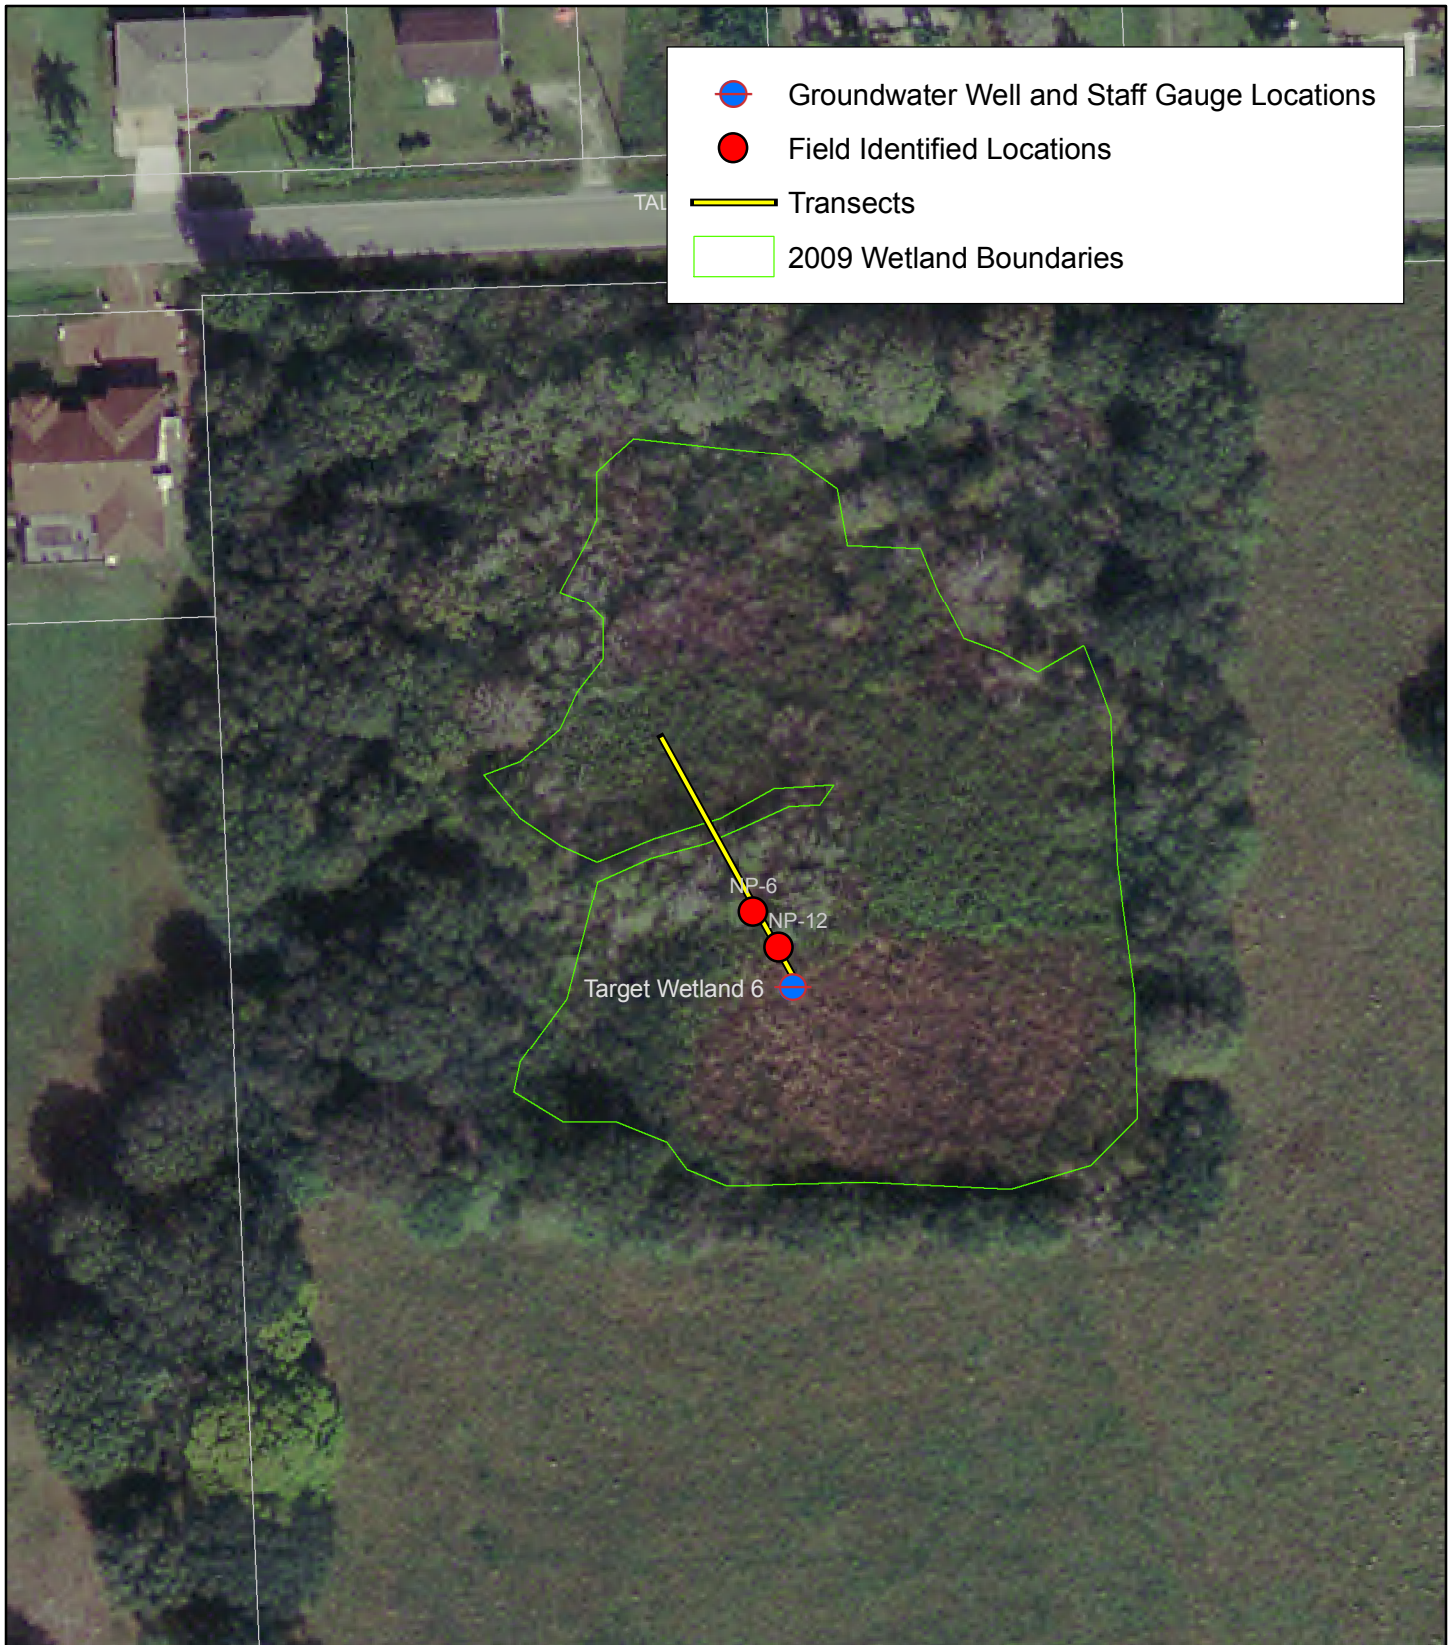 Groundwater Well and Staff Gauge Locations
Field Identified Locations
Transects
2009 Wetland Boundaries
TAL
NP-6
NP-12
Target Wetland 6